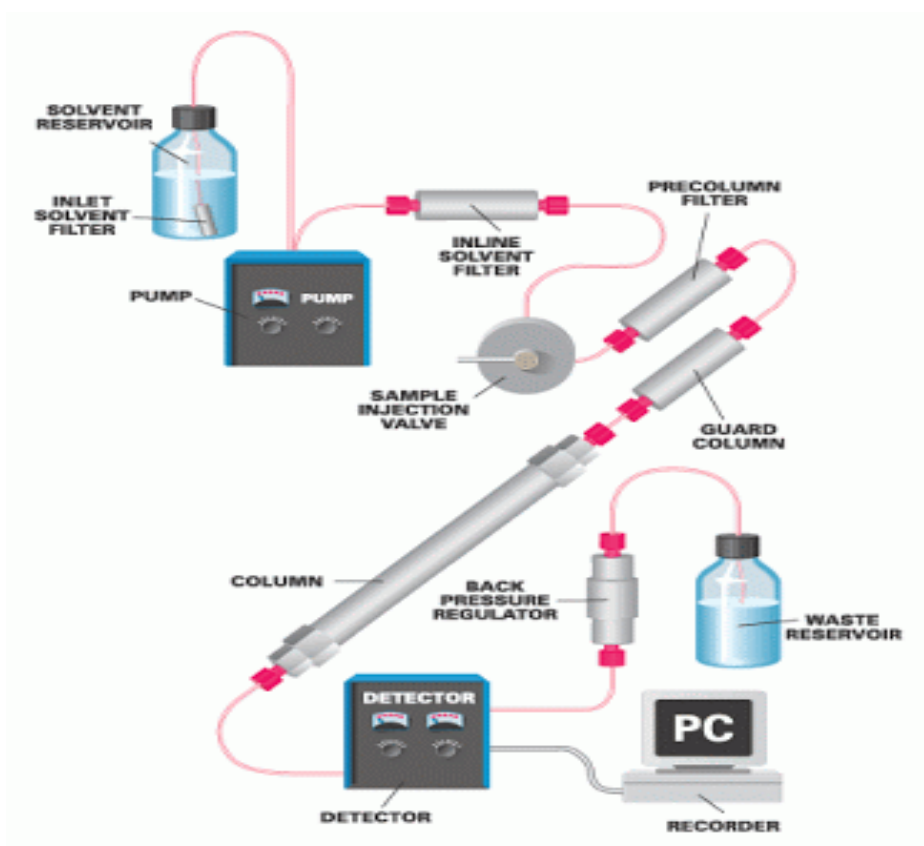 SOLVENT
RESERVOIR
INLET
SOLVENT
FILTER
PUMP
PUMP
INLINE
SOLVENT
FILTER
PRECOLUMN
FILTER
SAMPLE
INJECTION
VALVE
GUARD
COLUMN
COLUMN
BACK
PRESSURE
REGULATOR
WASTE
RESERVOIR
DETECTOR
PC
DETECTOR
RECORDER